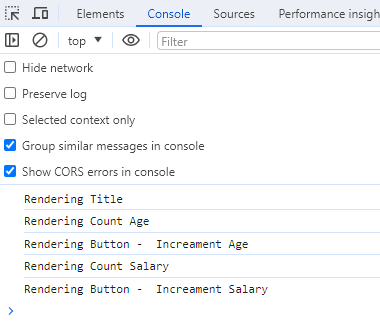 Elements Console Sources Performance insigh
top Filter
Hide network
Preserve log
Selected context only
Group similar messages in console
Show CORS errors in console
Rendering Title
Rendering Count Age
Rendering Button -  Increament Age
Rendering Count Salary
Rendering Button -  Increament Salary